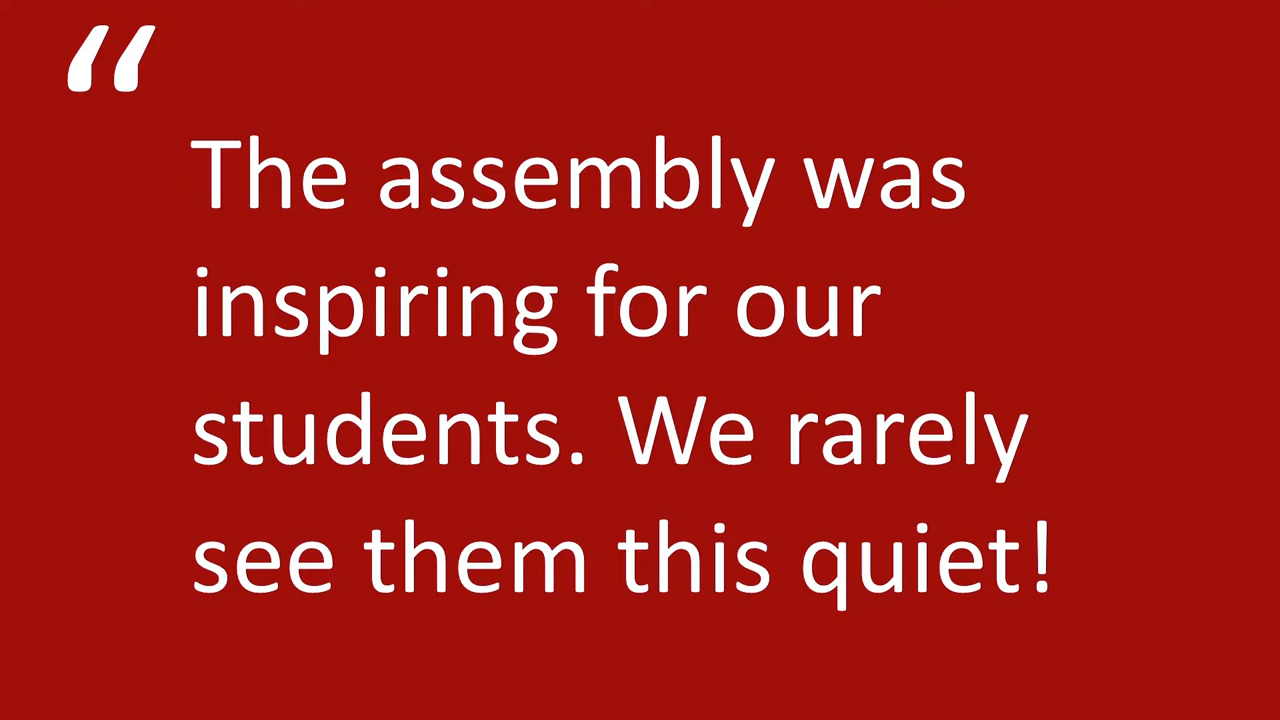 “
The assembly was
inspiring for our
students. We rarely
see them this quiet!